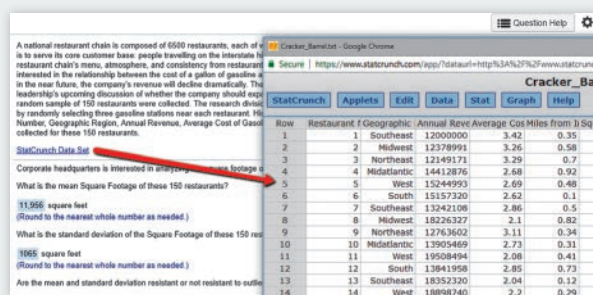 Question Help
A national restaurant chain is composed of 6500 restaurants, each of w
is to serve its core customer base: people travelling on the interstate hi
restaurant chain's menu, atmosphere, and consistency from restaurant
interested in the relationship between the cost of a gallon of gasoline a
in the near future, the company's revenue will decline dramatically. The
leadership's upcoming discussion of whether the company should expa
random sample of 150 restaurants were collected. The research divisio
by randomly selecting three gasoline stations near each restaurant. Hi
Number, Geographic Region, Annual Revenue, Average Cost of Gasol
collected for these 150 restaurants.
StatCrunch Data Set
Corporate headquarters is interested in analyzing square footage o
What is the mean Square Footage of these 150 restaurants?
11,956 square feet
(Round to the nearest whole number as needed.)
What is the standard deviation of the Square Footage of these 150 res
1065 square feet
(Round to the nearest whole number as needed.)
Are the mean and standard deviation resistant or not resistant to outlie
Cracker_Barrel.txt - Google Chrome
Secure | https://www.statcrunch.com/app/?dataurl=http%3A%2F%2Fwww.statcrun
Cracker_Ba
StatCrunch Applets Edit Data Stat Graph Help
Row Restaurant Geographic Annual Reve Average Cos Miles from I Sq
1 1 Southeast 12000000 3.42 0.35
2 2 Midwest 12378991 3.26 0.58
3 3 Northeast 12149171 3.29 0.7
4 4 Midatlantic 14412876 2.68 0.92
5 5 West 15244993 2.69 0.48
6 6 South 15157320 2.62 0.1
7 7 Southeast 13242108 2.86 0.5
8 8 Midwest 18226327 2.1 0.82
9 9 Northeast 12763602 3.11 0.34
10 10 Midatlantic 13905469 2.73 0.31
11 11 West 19508494 2.08 0.41
12 12 South 13841958 2.85 0.73
13 13 Southeast 18352320 2.04 0.12
14 14 West 18898740 2.2 0.29